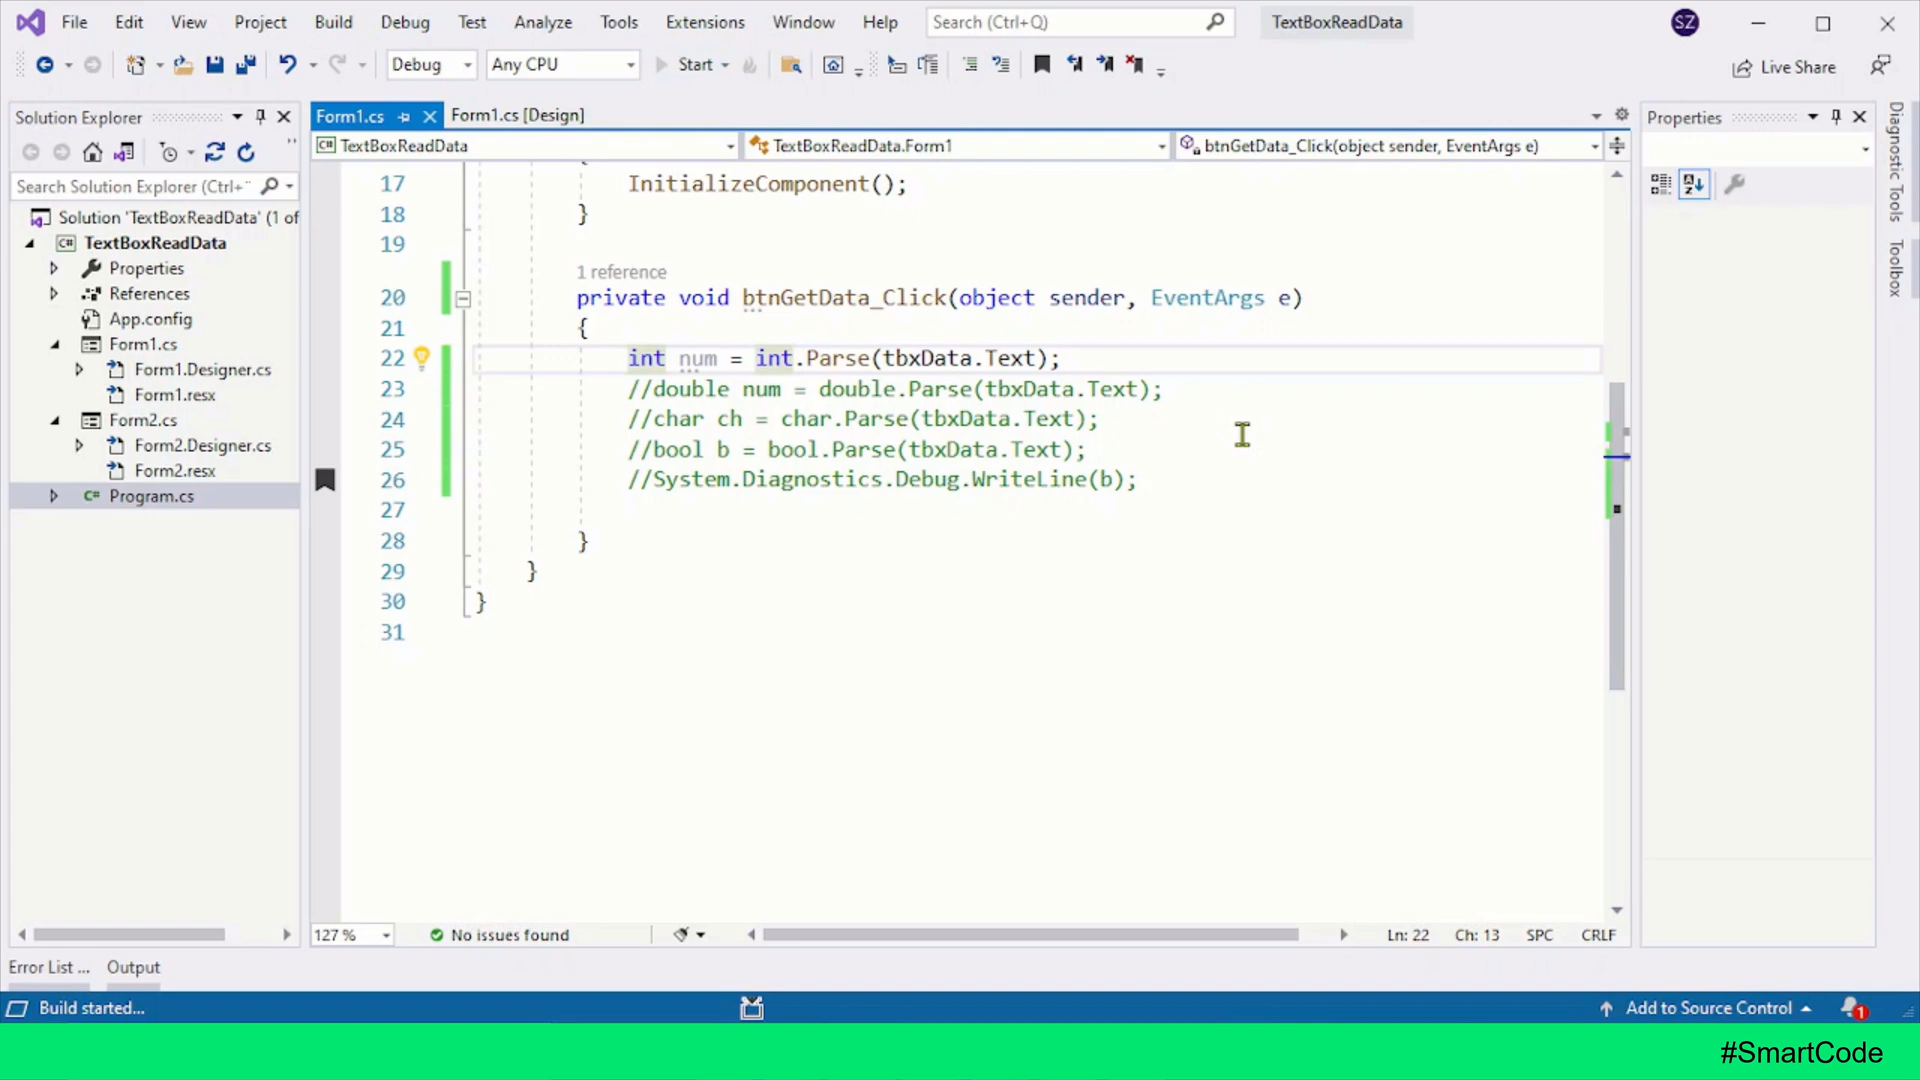 File Edit View Project Build Debug Test Analyze Tools Extensions Window Help Search (Ctrl+Q) TextBoxReadData SZ
Debug Any CPU Start Live Share
Solution Explorer
Search Solution Explorer (Ctrl+
Solution 'TextBoxReadData' (1 of
C# TextBoxReadData
Properties
References
App.config
Form1.cs
Form1.Designer.cs
Form1.resx
Form2.cs
Form2.Designer.cs
Form2.resx
C# Program.cs
Form1.cs Form1.cs [Design]
C# TextBoxReadData TextBoxReadData.Form1 btnGetData_Click(object sender, EventArgs e)
17 InitializeComponent();
18 }
19
1 reference
20 private void btnGetData_Click(object sender, EventArgs e)
21 {
22 int num = int.Parse(tbxData.Text);
23 //double num = double.Parse(tbxData.Text);
24 //char ch = char.Parse(tbxData.Text);
25 //bool b = bool.Parse(tbxData.Text);
26 //System.Diagnostics.Debug.WriteLine(b);
27
28 }
29 }
30 }
31
127 % No issues found Ln: 22 Ch: 13 SPC CRLF
Properties
Diagnostic Tools
Toolbox
Error List ... Output
Build started... Add to Source Control 1
#SmartCode